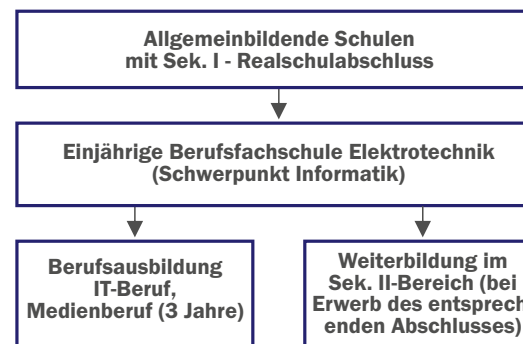 Allgemeinbildende Schulen
mit Sek. I - Realschulabschluss
Einjährige Berufsfachschule Elektrotechnik
(Schwerpunkt Informatik)
Berufsausbildung
IT-Beruf,
Medienberuf (3 Jahre)
Weiterbildung im
Sek. II-Bereich (bei
Erwerb des entsprech-
enden Abschlusses)